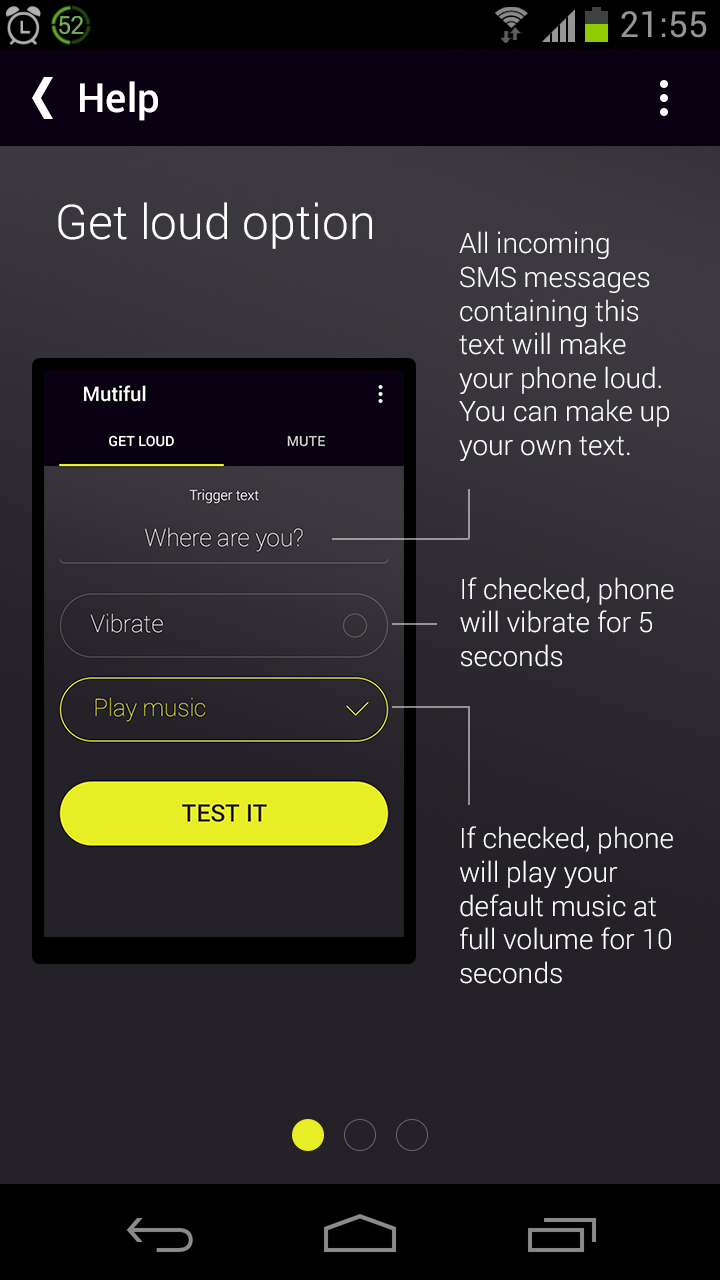 52
21:55
Help
Get loud option
All incoming
SMS messages
containing this
text will make
your phone loud.
You can make up
your own text.
Mutiful
GET LOUD
MUTE
Trigger text
Where are you?
If checked, phone
will vibrate for 5
seconds
Vibrate
Play music
TEST IT
If checked, phone
will play your
default music at
full volume for 10
seconds